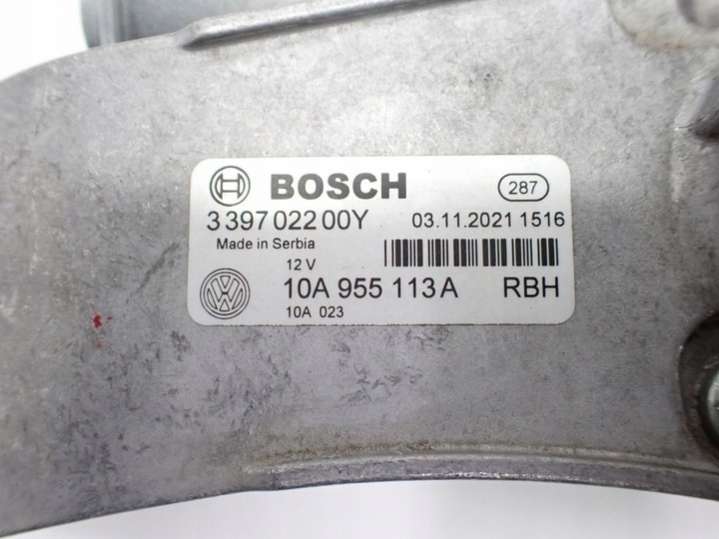 BOSCH 287
3 397 022 00Y 03.11.2021 1516
Made in Serbia
12 V
VW 10A 955 113 A RBH
10A 023